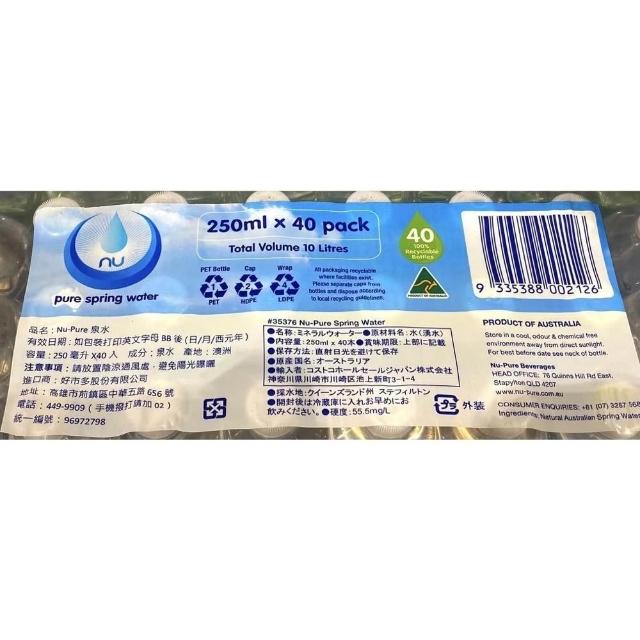 nu
pure spring water
250ml x 40 pack
Total Volume 10 Litres
PET Bottle
1
PET
Cap
2
HDPE
Wrap
4
LDPE
All packaging recyclable
where facilities exist.
Please separate caps from
bottles and dispose according
to local recycling guidelines.
40
100%
Recyclable
Bottles
PRODUCT OF AUSTRALIA
9 335388 002126
品名: Nu-Pure 泉水
有效日期: 如包裝打印英文字母 BB 後 (日/月/西元年)
容量: 250 毫升 X40 入 成分: 泉水 產地: 澳洲
注意事項: 請放置陰涼通風處, 避免陽光曝曬
進口商: 好市多股份有限公司
地址: 高雄市前鎮區中華五路 656 號
電話: 449-9909 (手機撥打請加 02)
統一編號: 96972798
#35376 Nu-Pure Spring Water
●名称: ミネラルウォーター●原材料名: 水(湧水)
●内容量: 250ml x 40本●賞味期限: 上部に記載
●保存方法: 直射日光を避けて保存
●原産国名: オーストラリア
●輸入者: コストコホールセールジャパン株式会社
神奈川県川崎市川崎区池上新町3-1-4
●採水地: クイーンズランド州 ステフィルトン
●開封後は冷蔵庫に入れお早めにお
飲みください。●硬度: 55.5mg/L
プラ 外装
PRODUCT OF AUSTRALIA
Store in a cool, odour & chemical free
environment away from direct sunlight.
For best before date see neck of bottle.
Nu-Pure Beverages
HEAD OFFICE: 76 Quinns Hill Rd East,
Stapylton QLD 4207
www.nu-pure.com.au
CONSUMER ENQUIRIES: +61 (07) 3287
Ingredients: Natural Australian Spring Water